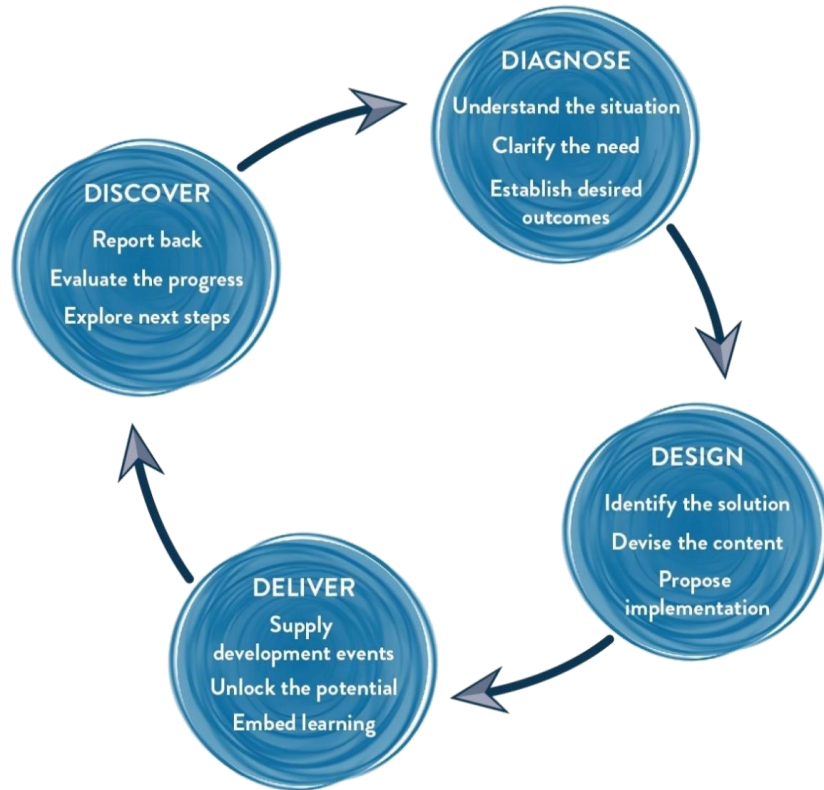 DIAGNOSE
Understand the situation
Clarify the need
Establish desired
outcomes
DISCOVER
Report back
Evaluate the progress
Explore next steps
DESIGN
Identify the solution
Devise the content
Propose
implementation
DELIVER
Supply
development events
Unlock the potential
Embed learning